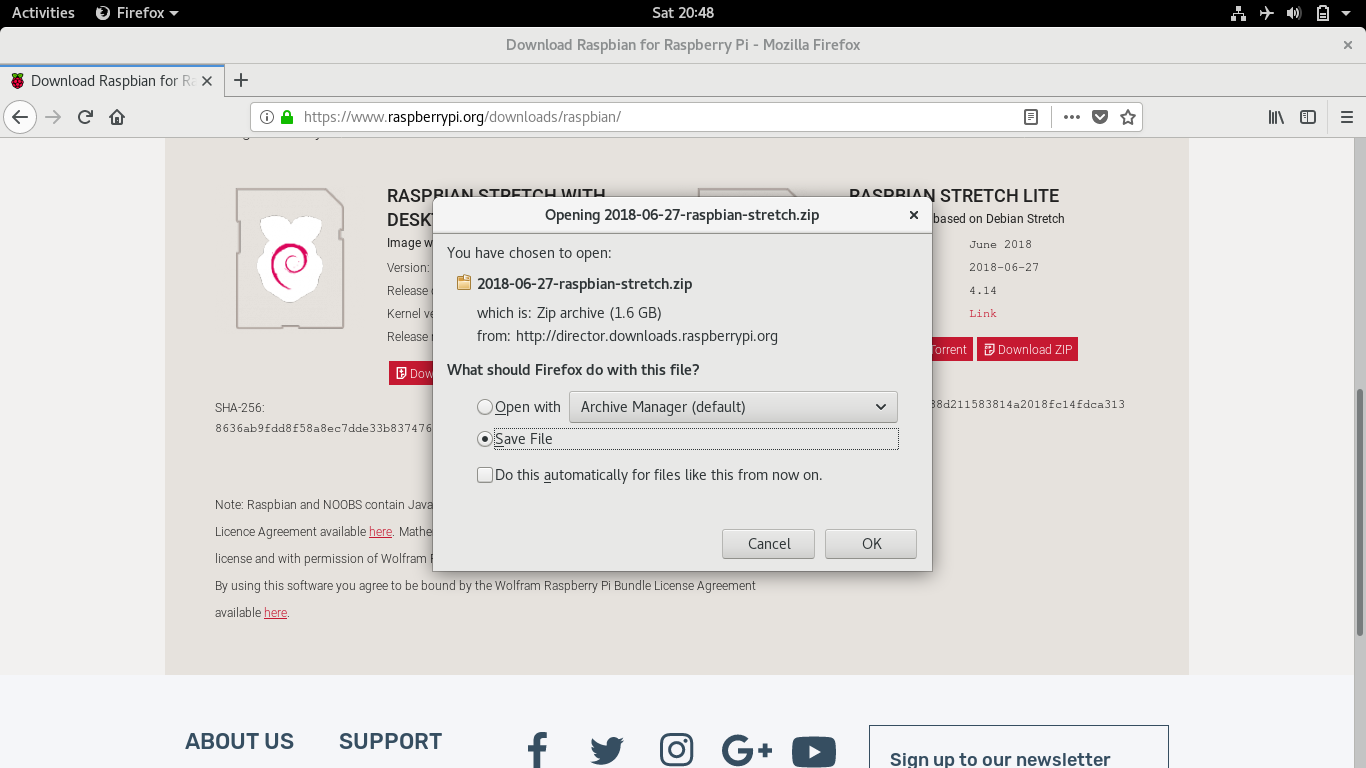 Activities
Firefox
Sat 20:48
Download Raspbian for Raspberry Pi - Mozilla Firefox
Download Raspbian for
https://www.raspberrypi.org/downloads/raspbian/
RASPBIAN STRETCH WITH
Image
Version:
Release
Kernel
Release
SHA-256:
RASPBIAN STRETCH LITE
based on Debian Stretch
June 2018
2018-06-27
4.14
Link
Torrent
Download ZIP
Opening 2018-06-27-raspbian-stretch.zip
You have chosen to open:
2018-06-27-raspbian-stretch.zip
which is: Zip archive (1.6 GB)
from: http://director.downloads.raspberrypi.org
What should Firefox do with this file?
Open with
Archive Manager (default)
Save File
Do this automatically for files like this from now on.
Cancel
OK
Note: Raspbian and NOOBS contain Java
Licence Agreement available here.
license and with permission of Wolfram
By using this software you agree to be bound by the Wolfram Raspberry Pi Bundle License Agreement
available here.
ABOUT US
SUPPORT
Sign up to our newsletter